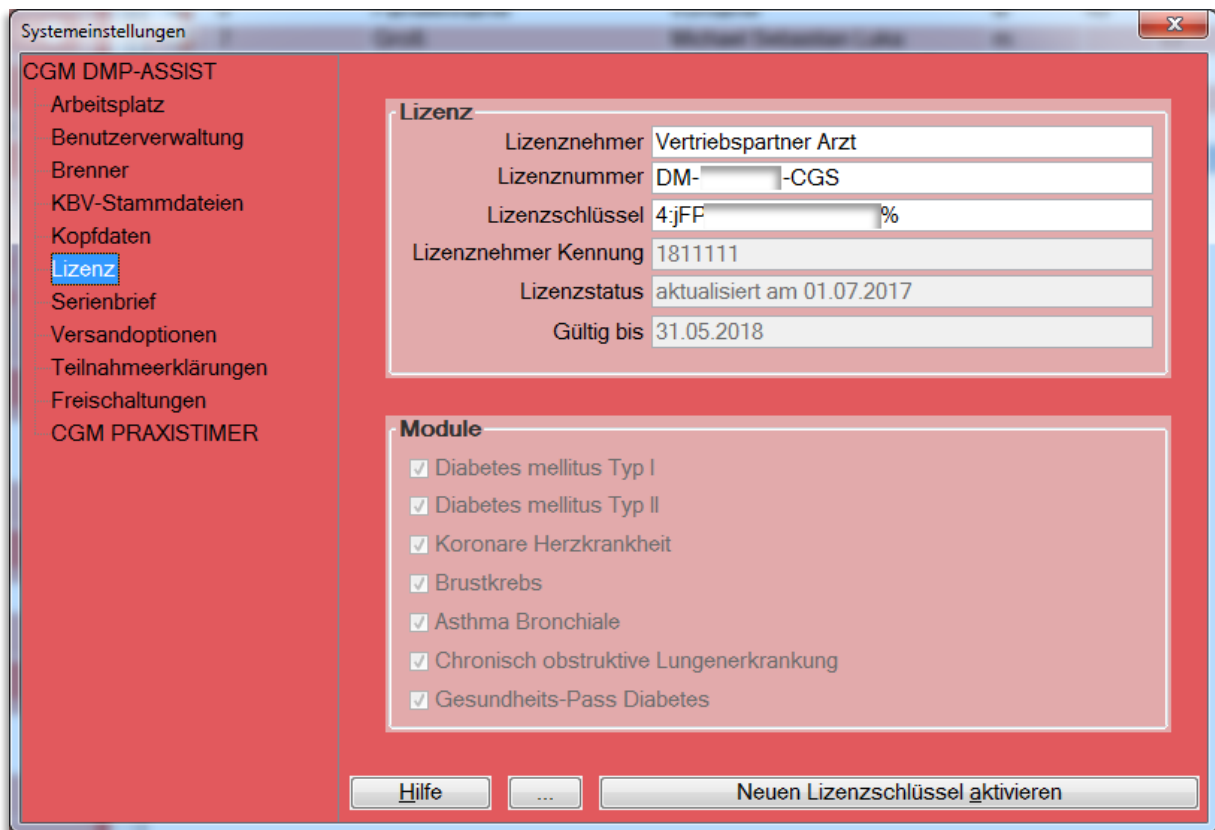 Systemeinstellungen
CGM DMP-ASSIST
Arbeitsplatz
Benutzerverwaltung
Brenner
KBV-Stammdateien
Kopfdaten
Lizenz
Serienbrief
Versandoptionen
Teilnahmeerklärungen
Freischaltungen
CGM PRAXISTIMER
Lizenz
Lizenznehmer Vertriebspartner Arzt
Lizenznummer DM- -CGS
Lizenzschlüssel 4:jFP %
Lizenznehmer Kennung 1811111
Lizenzstatus aktualisiert am 01.07.2017
Gültig bis 31.05.2018
Module
Diabetes mellitus Typ I
Diabetes mellitus Typ II
Koronare Herzkrankheit
Brustkrebs
Asthma Bronchiale
Chronisch obstruktive Lungenerkrankung
Gesundheits-Pass Diabetes
Hilfe ... Neuen Lizenzschlüssel aktivieren